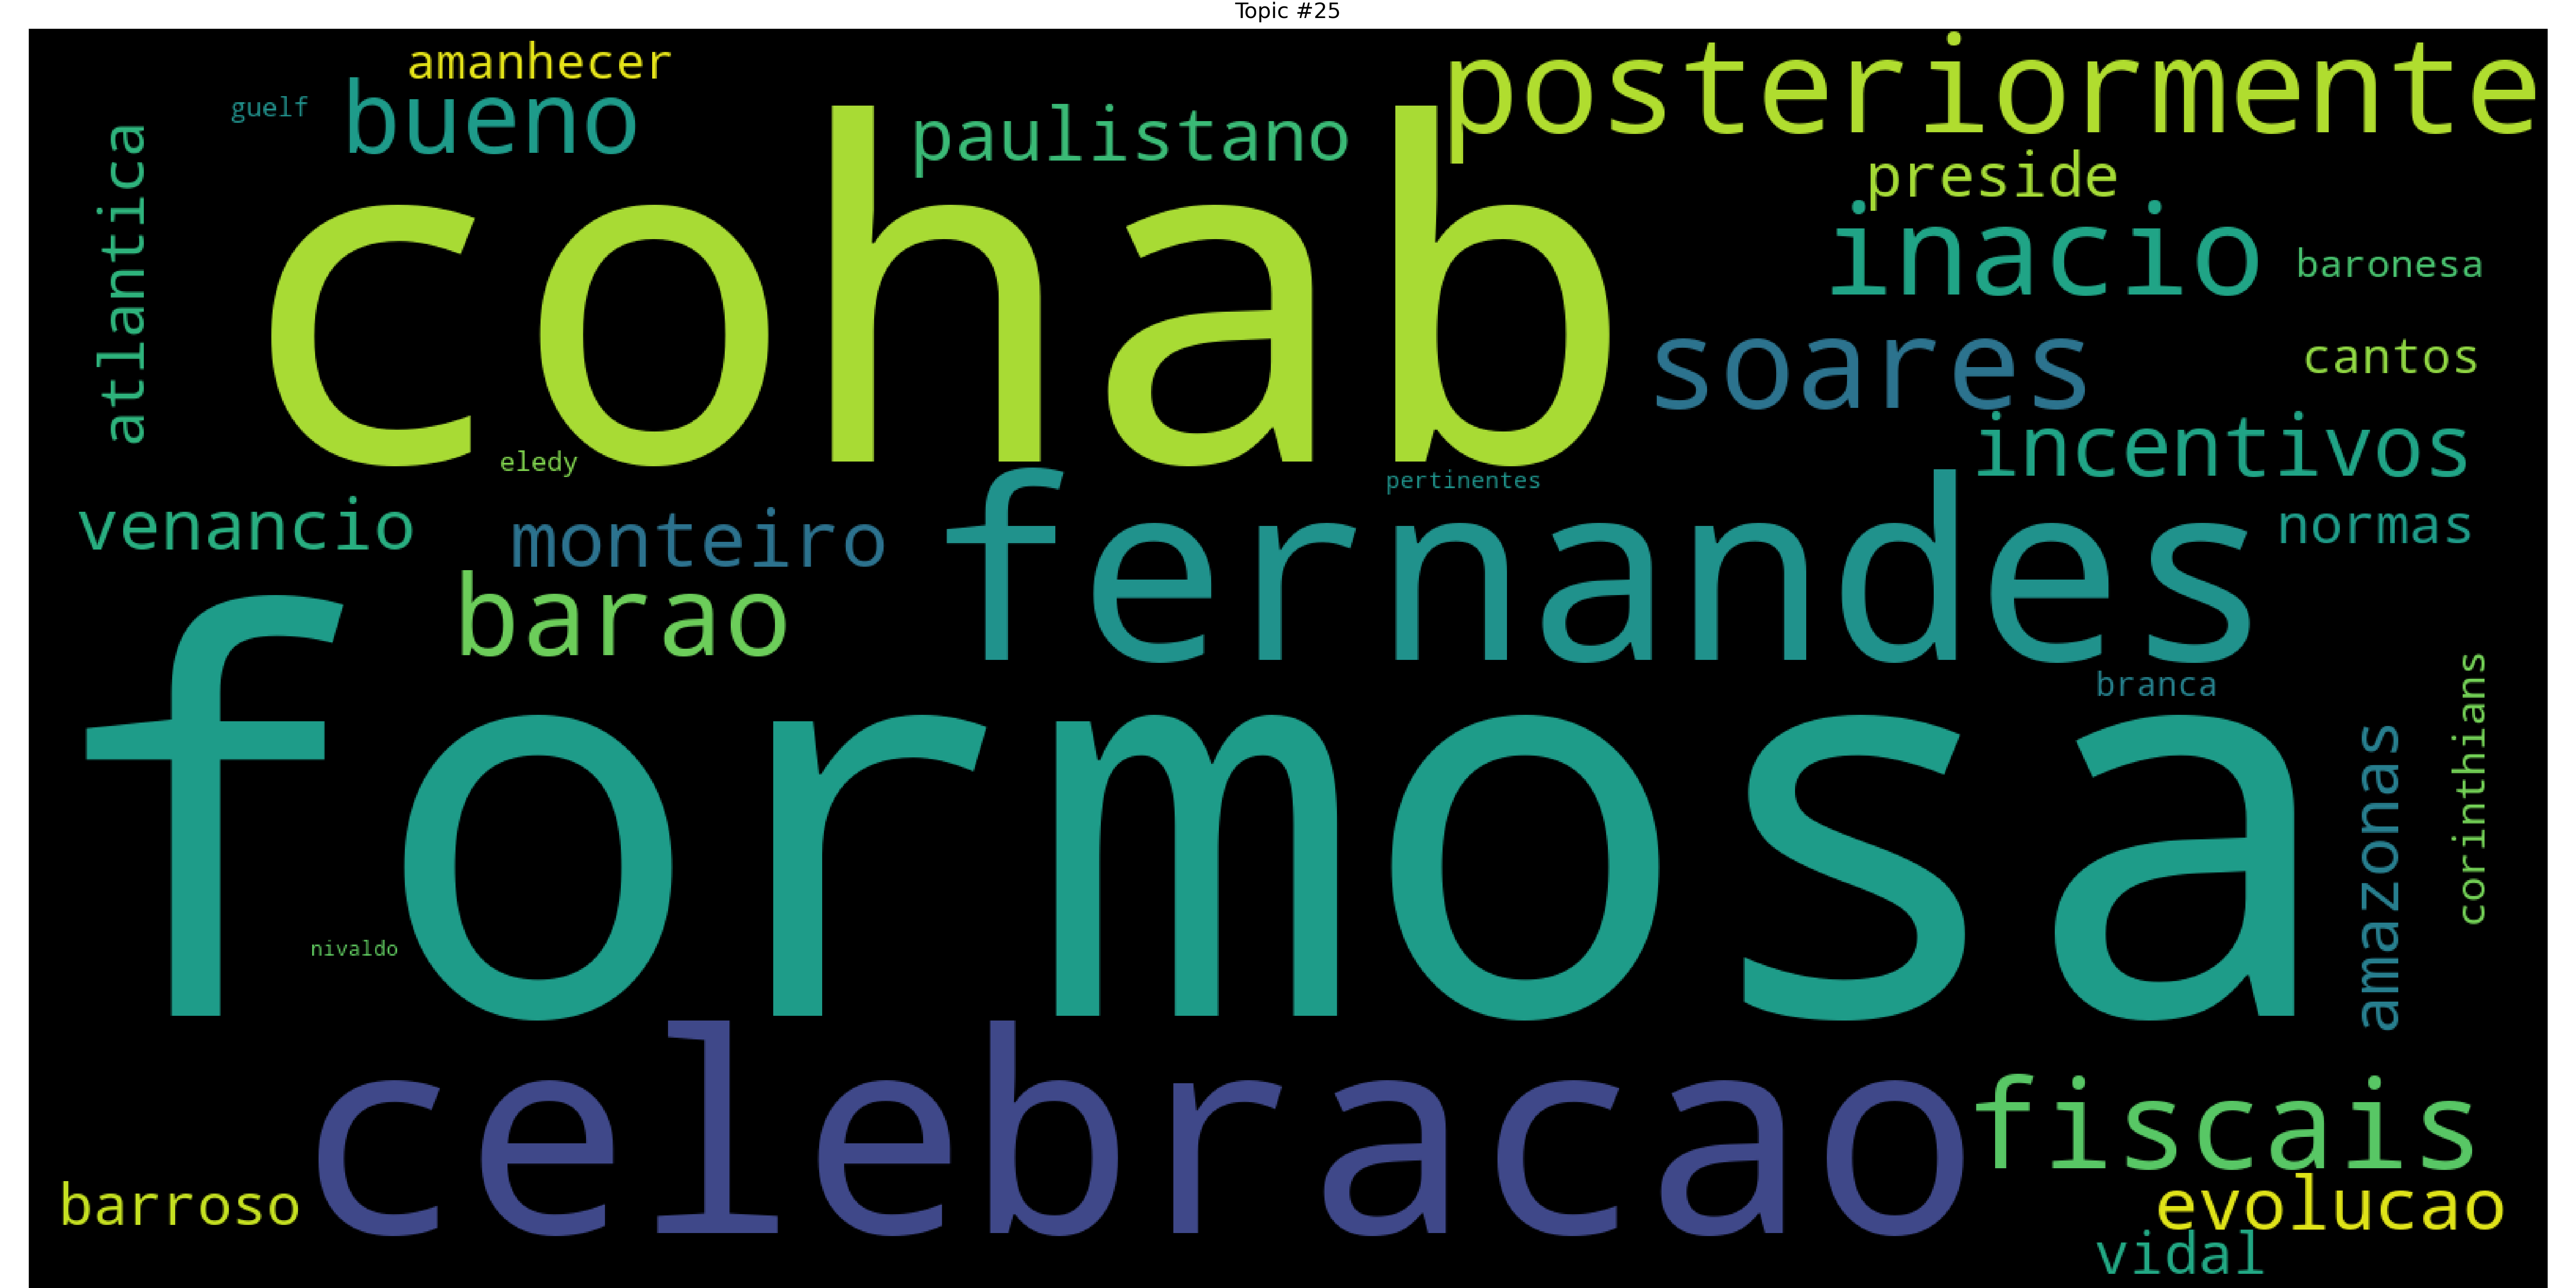 Topic #25
amanhecer
posteriormente
guelf
bueno
paulistano
preside
atlantica
cohab
inacio
baronesa
soares
cantos
incentivos
eledy
pertinentes
venancio
monteiro
fernandes
normas
barao
branca
corinthians
formosa
amazonas
nivaldo
celebracao
fiscais
barroso
evolucao
vidal